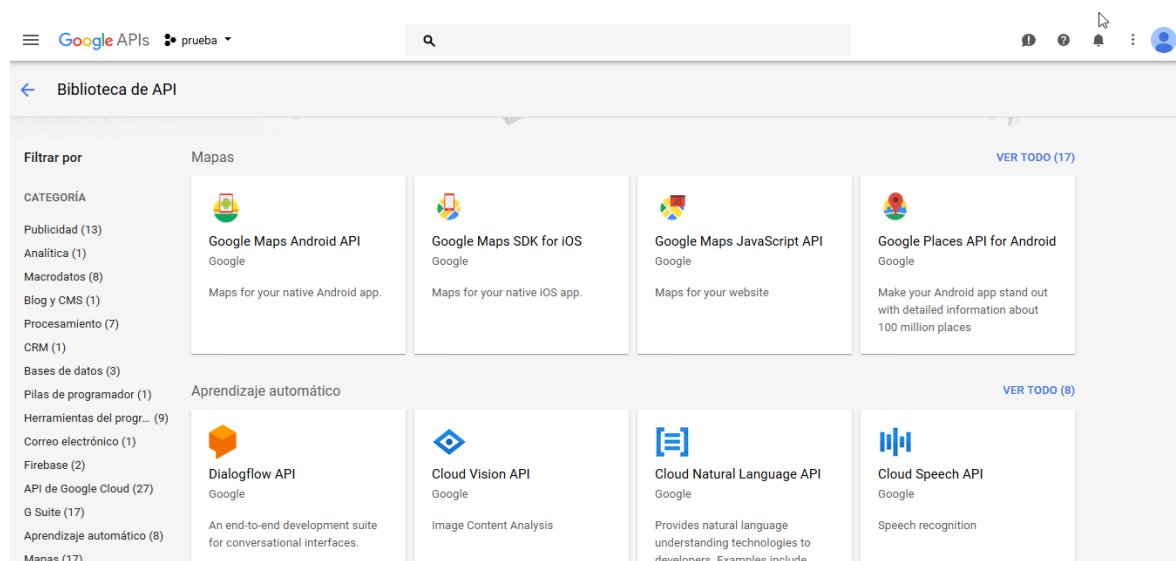 Google APIs prueba
Biblioteca de API
Filtrar por
CATEGORÍA
Publicidad (13)
Analítica (1)
Macrodatos (8)
Blog y CMS (1)
Procesamiento (7)
CRM (1)
Bases de datos (3)
Pilas de programador (1)
Herramientas del progr... (9)
Correo electrónico (1)
Firebase (2)
API de Google Cloud (27)
G Suite (17)
Aprendizaje automático (8)
Mapas (17)
Mapas
VER TODO (17)
Google Maps Android API
Google
Maps for your native Android app.
Google Maps SDK for iOS
Google
Maps for your native iOS app.
JS
Google Maps JavaScript API
Google
Maps for your website
Google Places API for Android
Google
Make your Android app stand out
with detailed information about
100 million places
Aprendizaje automático
VER TODO (8)
Dialogflow API
Google
An end-to-end development suite
for conversational interfaces.
Cloud Vision API
Google
Image Content Analysis
Cloud Natural Language API
Google
Provides natural language
understanding technologies to
developers. Examples include
Cloud Speech API
Google
Speech recognition